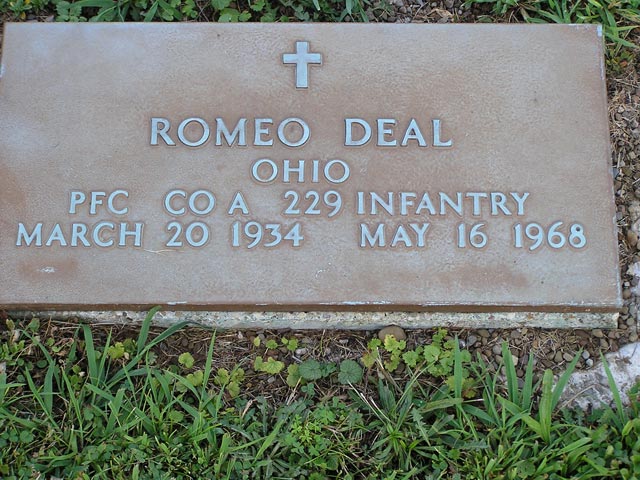 ROMEO DEAL
OHIO
PFC CO A 229 INFANTRY
MARCH 20 1934 MAY 16 1968